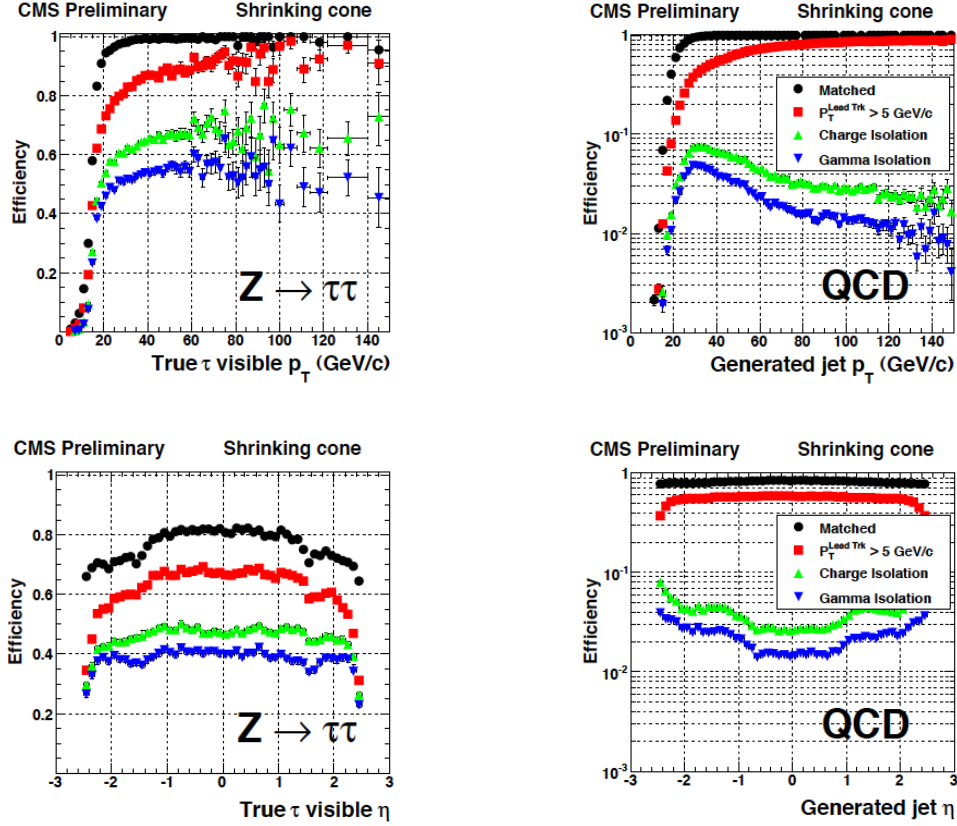 CMS Preliminary Shrinking cone
Efficiency
1
0.8
0.6
0.4
0.2
Z → ττ
0 20 40 60 80 100 120 140
True τ visible p_T (GeV/c)
CMS Preliminary Shrinking cone
Efficiency
1
10⁻¹
10⁻²
10⁻³
Matched
P_T^Lead Trk > 5 GeV/c
Charge Isolation
Gamma Isolation
QCD
0 20 40 60 80 100 120 140
Generated jet p_T (GeV/c)
CMS Preliminary Shrinking cone
Efficiency
1
0.8
0.6
0.4
0.2
Z → ττ
-3 -2 -1 0 1 2 3
True τ visible η
CMS Preliminary Shrinking cone
Efficiency
1
10⁻¹
10⁻²
10⁻³
Matched
P_T^Lead Trk > 5 GeV/c
Charge Isolation
Gamma Isolation
QCD
-3 -2 -1 0 1 2 3
Generated jet η